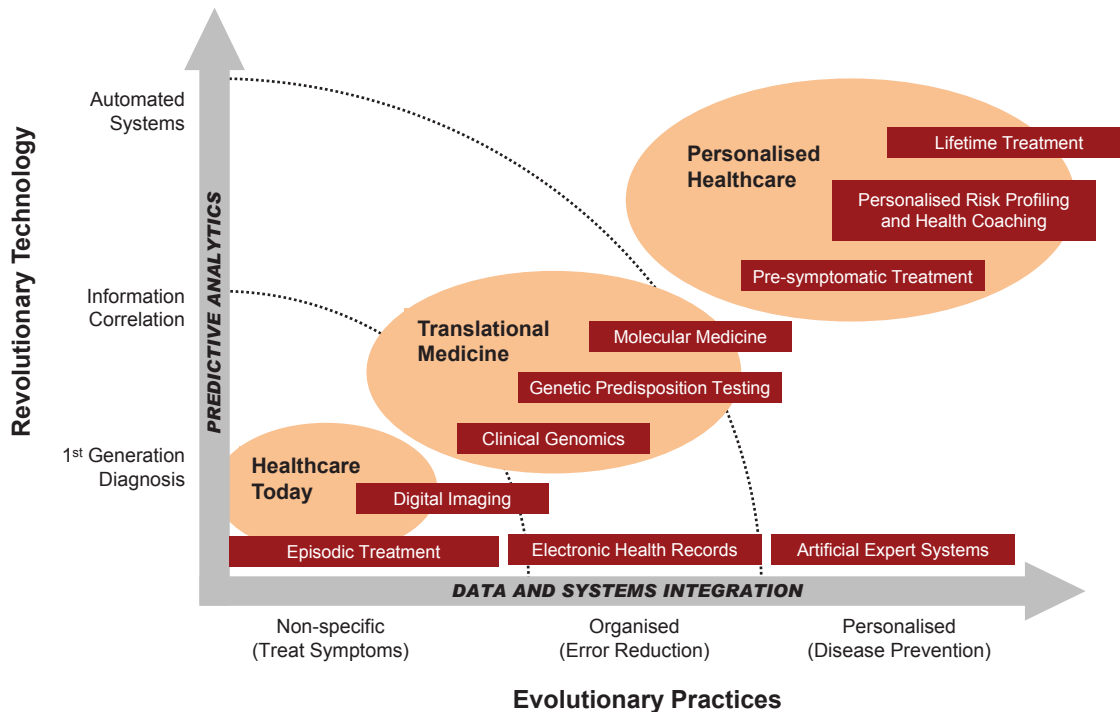 Revolutionary Technology
Automated
Systems
Information
Correlation
1st Generation
Diagnosis
PREDICTIVE ANALYTICS
Personalised
Healthcare
Lifetime Treatment
Personalised Risk Profiling
and Health Coaching
Pre-symptomatic Treatment
Translational
Medicine
Molecular Medicine
Genetic Predisposition Testing
Clinical Genomics
Healthcare
Today
Digital Imaging
Episodic Treatment
Electronic Health Records
Artificial Expert Systems
DATA AND SYSTEMS INTEGRATION
Non-specific
(Treat Symptoms)
Organised
(Error Reduction)
Personalised
(Disease Prevention)
Evolutionary Practices